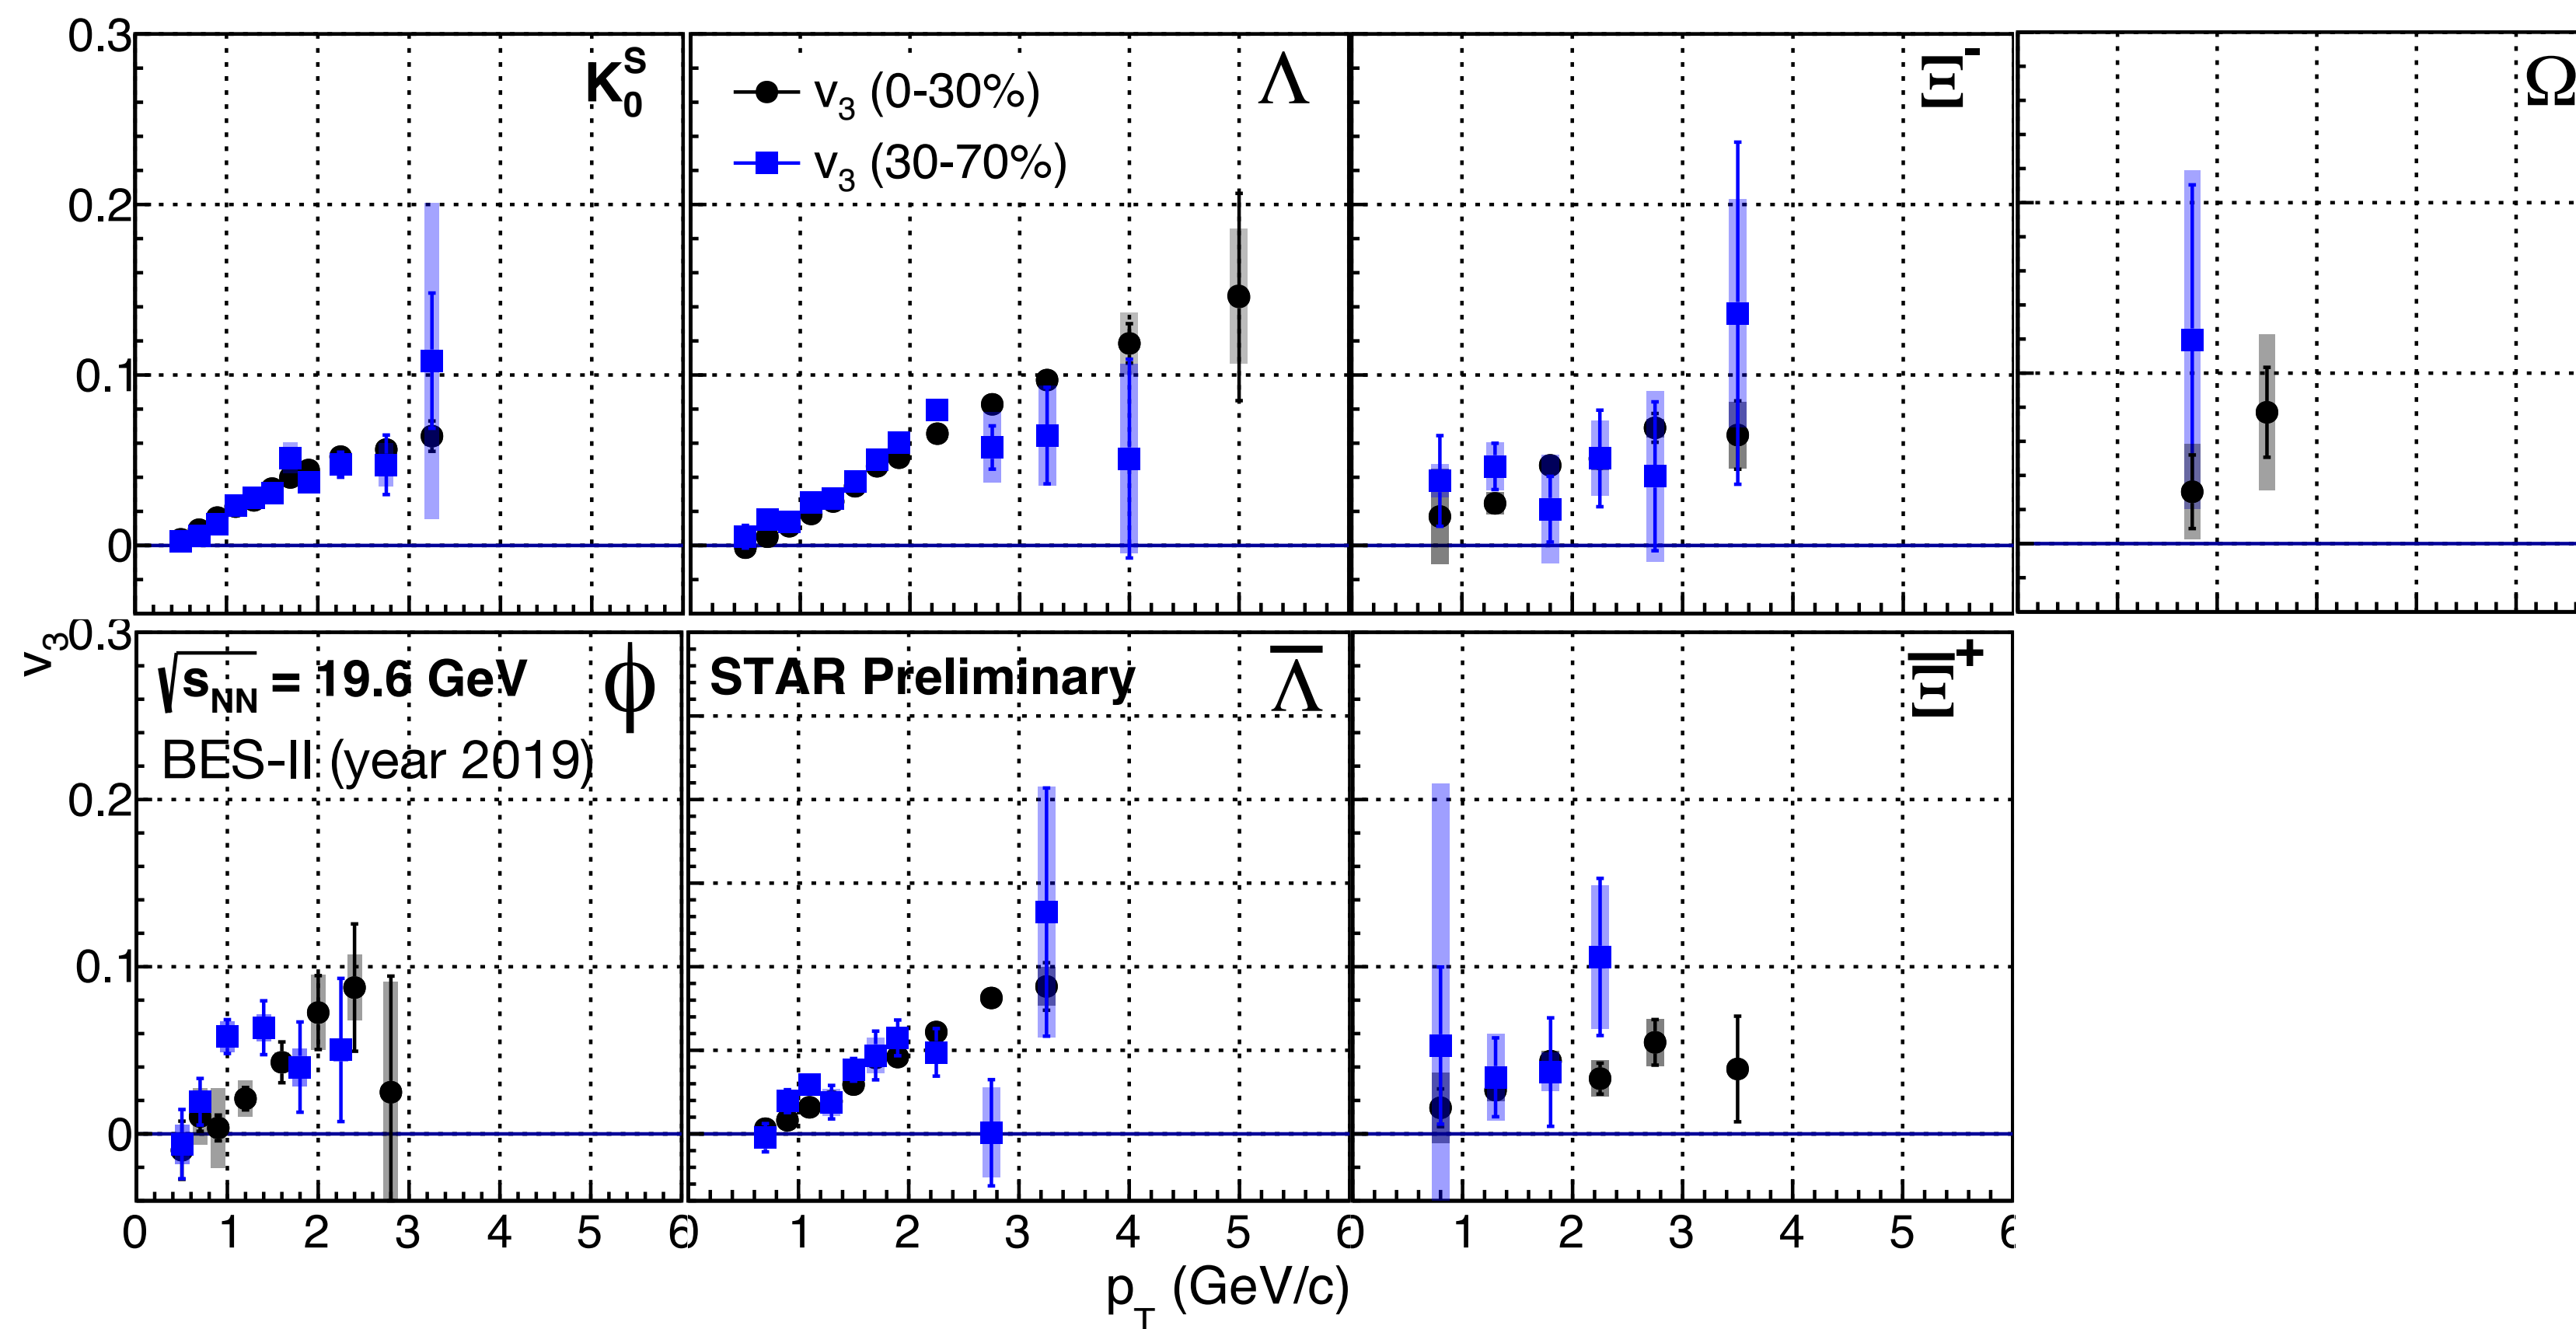 0.3
K₀ˢ
v₃ (0-30%)
v₃ (30-70%)
Λ
Ξ⁻
Ω
0.2
0.1
0
v₃
0.3
√sNN = 19.6 GeV
BES-II (year 2019)
ϕ
STAR Preliminary
Λ̅
Ξ̅⁺
0.2
0.1
0
0 1 2 3 4 5 6
0 1 2 3 4 5 6
0 1 2 3 4 5 6
p_T (GeV/c)